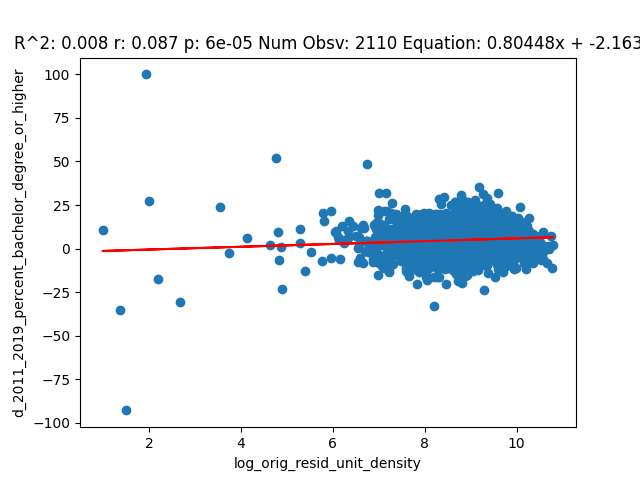 R^2: 0.008 r: 0.087 p: 6e-05 Num Obsv: 2110 Equation: 0.80448x + -2.163
d_2011_2019_percent_bachelor_degree_or_higher
100
75
50
25
0
−25
−50
−75
−100
2 4 6 8 10
log_orig_resid_unit_density